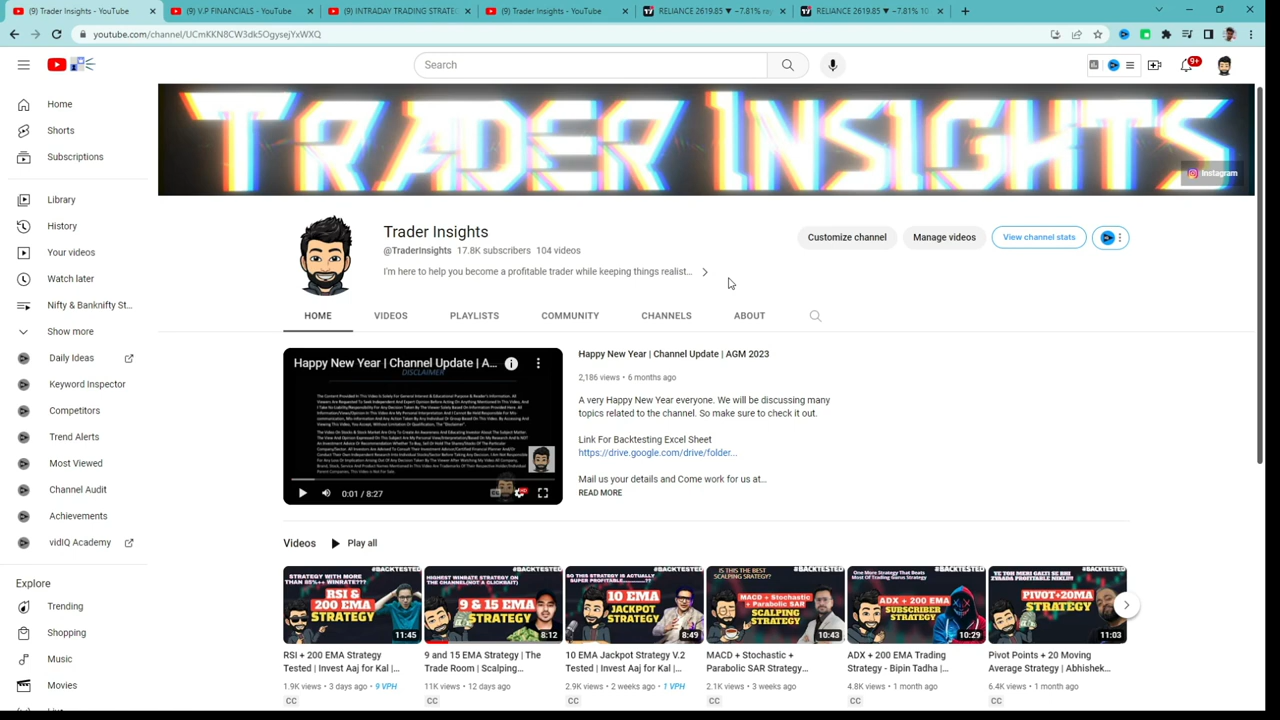 (9) Trader Insights - YouTube
(9) V.P FINANCIALS - YouTube
(9) INTRADAY TRADING STRATEG
(9) Trader Insights - YouTube
RELIANCE 2619.85 ▼ −7.81%
RELIANCE 2619.85 ▼ −7.81% 10
youtube.com/channel/UCmKKN8CW3dk5OgysejYxWXQ
Search
9+
Home
Shorts
Subscriptions
Library
History
Your videos
Watch later
Nifty & Banknifty St...
Show more
Daily Ideas
Keyword Inspector
Competitors
Trend Alerts
Most Viewed
Channel Audit
Achievements
vidIQ Academy
Explore
Trending
Shopping
Music
Movies
TRADER INSIGHTS
Instagram
Trader Insights
@TraderInsights 17.8K subscribers 104 videos
I'm here to help you become a profitable trader while keeping things realist...
Customize channel
Manage videos
View channel stats
HOME VIDEOS PLAYLISTS COMMUNITY CHANNELS ABOUT
Happy New Year | Channel Update | A...
DISCLAIMER
0:01 / 8:27
Happy New Year | Channel Update | AGM 2023
2,186 views • 6 months ago
A very Happy New Year everyone. We will be discussing many
topics related to the channel. So make sure to check it out.
Link For Backtesting Excel Sheet
https://drive.google.com/drive/folder...
Mail us your details and Come work for us at...
READ MORE
Videos Play all
#BACKTESTED
STRATEGY WITH MORE
THAN 85%++ WINRATE???
RSI &
200 EMA
STRATEGY
11:45
#BACKTESTED
HIGHEST WINRATE STRATEGY ON
THE CHANNEL(NOT A CLICKBAIT)
9 & 15 EMA
STRATEGY
8:12
#BACKTESTED
SO THIS STRATEGY IS ACTUALLY
SUPER PROFITABLE
10 EMA
JACKPOT
STRATEGY
8:49
#BACKTESTED
IS THIS THE BEST
SCALPING SRATEGY?
MACD + Stochastic +
Parabolic SAR
SCALPING
STRATEGY
10:43
#BACKTESTED
One More Strategy That Beats
Most Of Trading Gurus Strategy
ADX + 200 EMA
SUBSCRIBER
STRATEGY
10:29
#BACKTESTED
PIVOT+20MA
STRATEGY
11:03
RSI + 200 EMA Strategy
Tested | Invest Aaj for Kal |...
1.9K views • 3 days ago • 9 VPH
CC
9 and 15 EMA Strategy | The
Trade Room | Scalping...
11K views • 12 days ago
CC
10 EMA Jackpot Strategy V.2
Tested | Invest Aaj for Kal |...
2.9K views • 2 weeks ago • 1 VPH
CC
MACD + Stochastic +
Parabolic SAR Strategy...
2.1K views • 3 weeks ago
CC
ADX + 200 EMA Trading
Strategy - Bipin Tadha |...
4.8K views • 1 month ago
CC
Pivot Points + 20 Moving
Average Strategy | Abhishek...
6.4K views • 1 month ago
CC